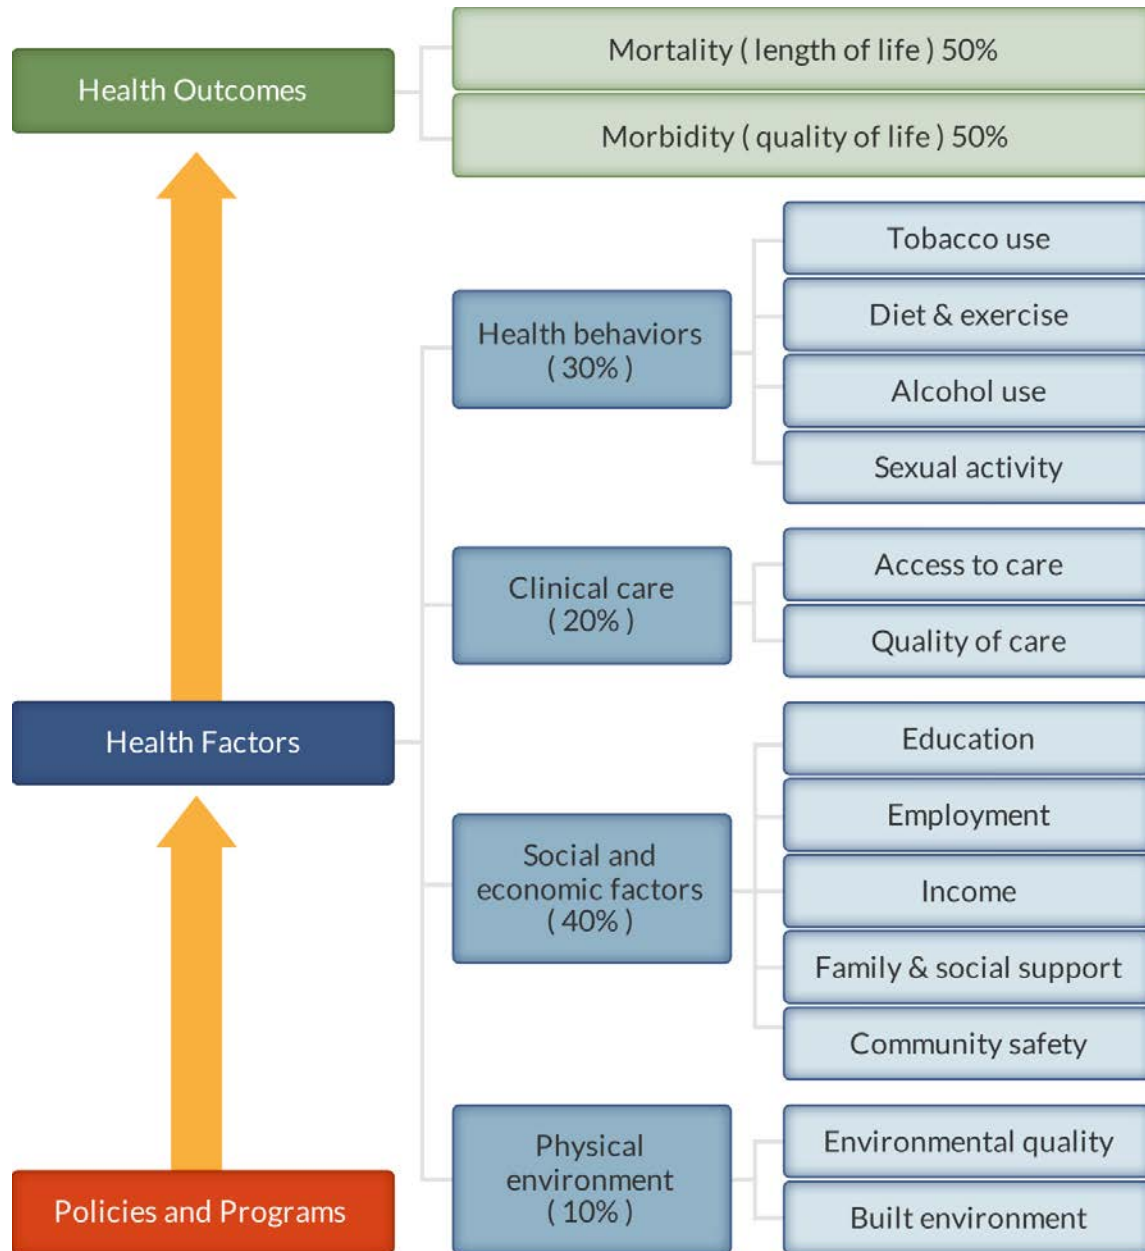 Health Outcomes
Mortality ( length of life ) 50%
Morbidity ( quality of life ) 50%
Health Factors
Health behaviors
( 30% )
Tobacco use
Diet & exercise
Alcohol use
Sexual activity
Clinical care
( 20% )
Access to care
Quality of care
Social and
economic factors
( 40% )
Education
Employment
Income
Family & social support
Community safety
Physical
environment
( 10% )
Environmental quality
Built environment
Policies and Programs